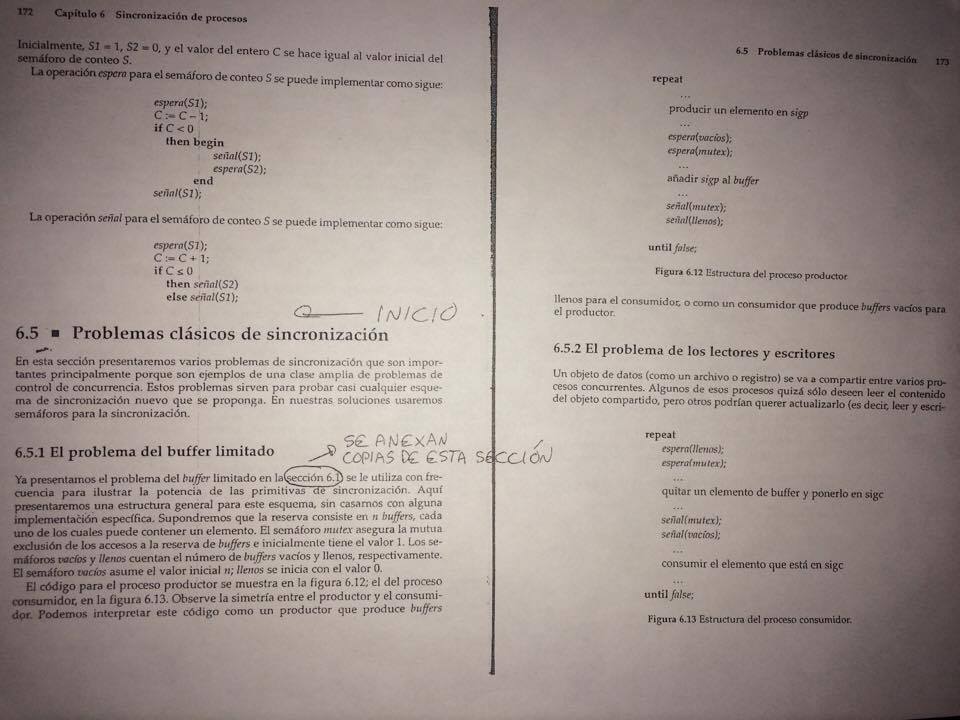 172 Capítulo 6 Sincronización de procesos
Inicialmente, S1 = 1, S2 = 0, y el valor del entero C se hace igual al valor inicial del
semáforo de conteo S.
La operación espera para el semáforo de conteo S se puede implementar como sigue:
espera(S1);
C := C – 1;
if C < 0
then begin
señal(S1);
espera(S2);
end
señal(S1);
La operación señal para el semáforo de conteo S se puede implementar como sigue:
espera(S1);
C := C + 1;
if C ≤ 0
then señal(S2)
else señal(S1);
INICIO
6.5 ■ Problemas clásicos de sincronización
En esta sección presentaremos varios problemas de sincronización que son impor-
tantes principalmente porque son ejemplos de una clase amplia de problemas de
control de concurrencia. Estos problemas sirven para probar casi cualquier esque-
ma de sincronización nuevo que se proponga. En nuestras soluciones usaremos
semáforos para la sincronización.
SE ANEXAN
COPIAS DE ESTA SECCIÓN
6.5.1 El problema del buffer limitado
Ya presentamos el problema del buffer limitado en la sección 6.1) se le utiliza con fre-
cuencia para ilustrar la potencia de las primitivas de sincronización. Aquí
presentaremos una estructura general para este esquema, sin casarnos con alguna
implementación específica. Supondremos que la reserva consiste en n buffers, cada
uno de los cuales puede contener un elemento. El semáforo mutex asegura la mutua
exclusión de los accesos a la reserva de buffers e inicialmente tiene el valor 1. Los se-
máforos vacíos y llenos cuentan el número de buffers vacíos y llenos, respectivamente.
El semáforo vacíos asume el valor inicial n; llenos se inicia con el valor 0.
El código para el proceso productor se muestra en la figura 6.12; el del proceso
consumidor, en la figura 6.13. Observe la simetría entre el productor y el consumi-
dor. Podemos interpretar este código como un productor que produce buffers
6.5 Problemas clásicos de sincronización 173
repeat
...
producir un elemento en sigp
...
espera(vacíos);
espera(mutex);
...
añadir sigp al buffer
...
señal(mutex);
señal(llenos);
until false;
Figura 6.12 Estructura del proceso productor
llenos para el consumidor, o como un consumidor que produce buffers vacíos para
el productor.
6.5.2 El problema de los lectores y escritores
Un objeto de datos (como un archivo o registro) se va a compartir entre varios pro-
cesos concurrentes. Algunos de esos procesos quizá sólo deseen leer el contenido
del objeto compartido, pero otros podrían querer actualizarlo (es decir, leer y escri-
repeat
espera(llenos);
espera(mutex);
...
quitar un elemento de buffer y ponerlo en sigc
...
señal(mutex);
señal(vacíos);
...
consumir el elemento que está en sigc
...
until false;
Figura 6.13 Estructura del proceso consumidor.